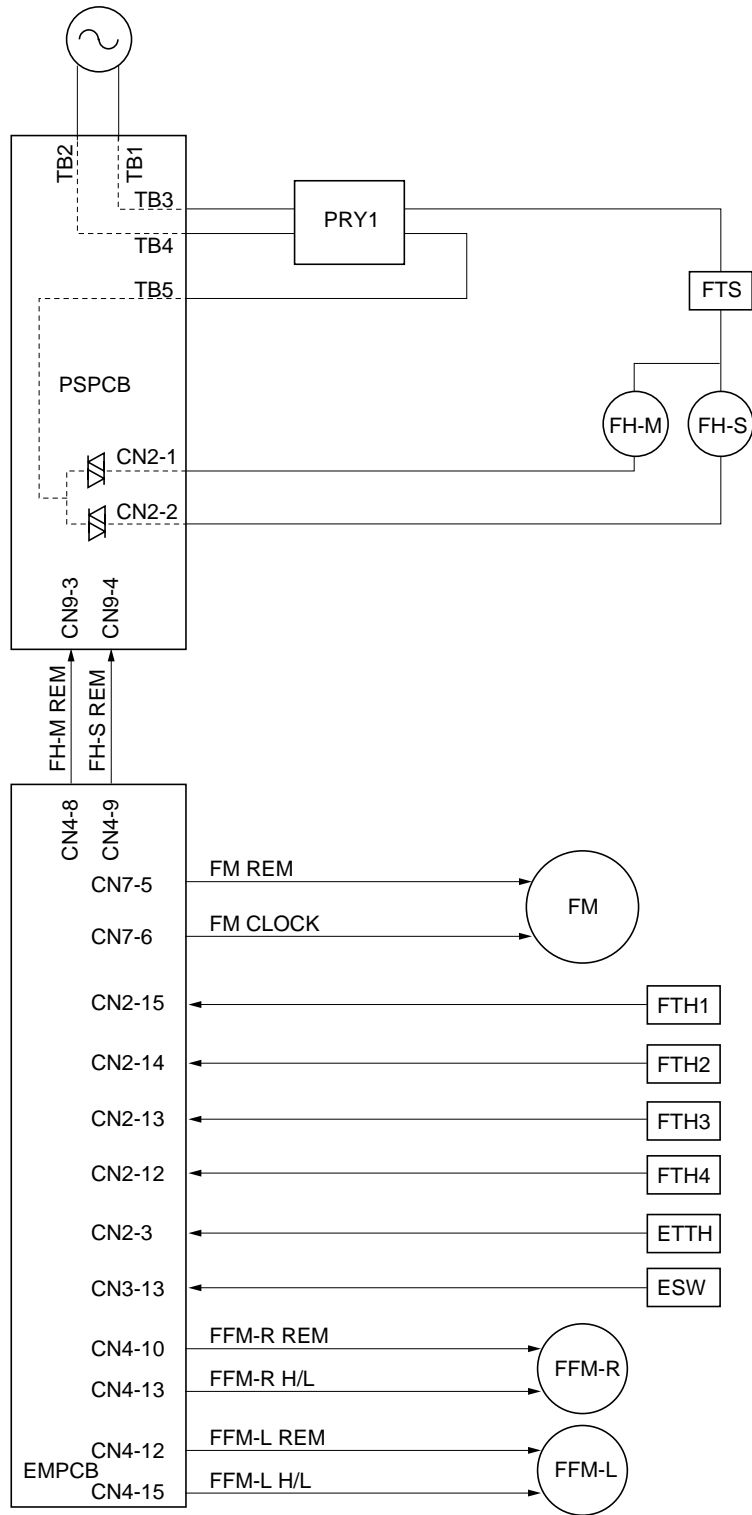 TB2
TB1
TB3
PRY1
TB4
TB5
FTS
PSPCB
FH-M
FH-S
CN2-1
CN2-2
CN9-3
CN9-4
FH-M REM
FH-S REM
CN4-8
CN4-9
CN7-5
FM REM
FM
CN7-6
FM CLOCK
CN2-15
FTH1
CN2-14
FTH2
CN2-13
FTH3
CN2-12
FTH4
CN2-3
ETTH
CN3-13
ESW
CN4-10
FFM-R REM
FFM-R
CN4-13
FFM-R H/L
CN4-12
FFM-L REM
FFM-L
EMPCB
CN4-15
FFM-L H/L